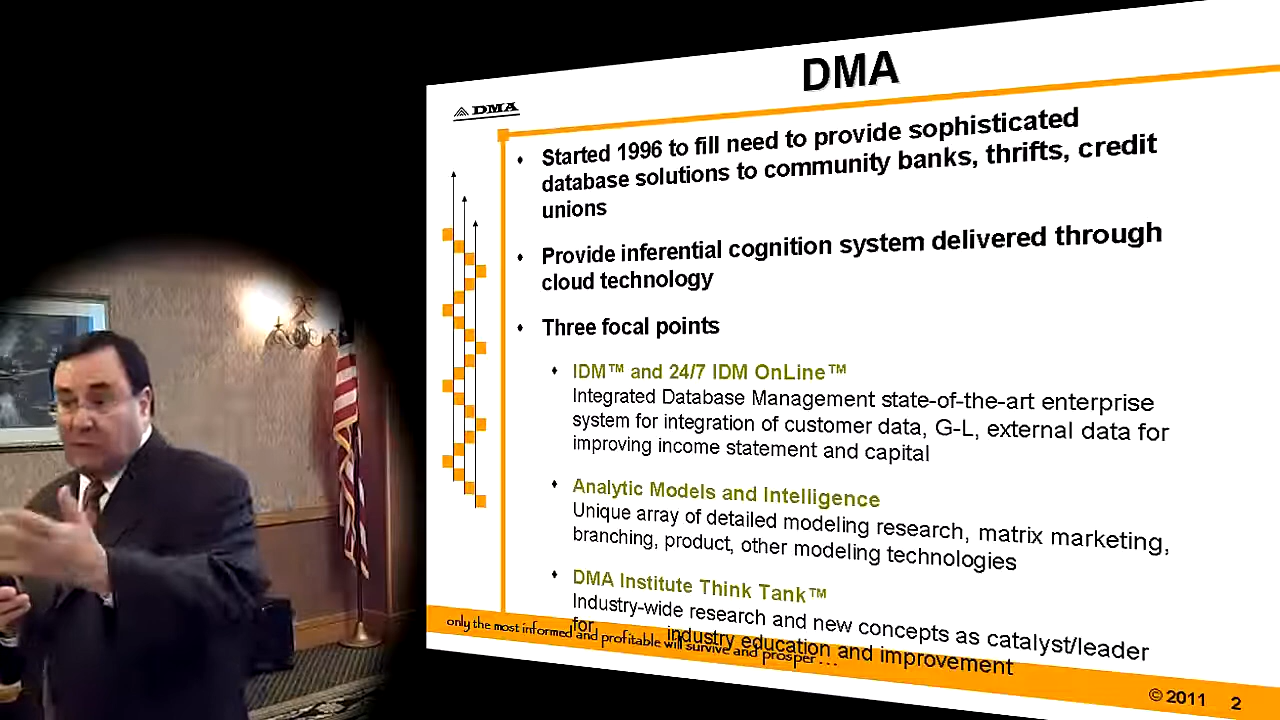 DMA
DMA
Started 1996 to fill need to provide sophisticated
database solutions to community banks, thrifts, credit
unions
Provide inferential cognition system delivered through
cloud technology
Three focal points
IDM™ and 24/7 IDM OnLine™
Integrated Database Management state-of-the-art enterprise
system for integration of customer data, G-L, external data for
improving income statement and capital
Analytic Models and Intelligence
Unique array of detailed modeling research, matrix marketing,
branching, product, other modeling technologies
DMA Institute Think Tank™
Industry-wide research and new concepts as catalyst/leader
for industry education and improvement
only the most informed and profitable will survive and prosper . . .
© 2011 2